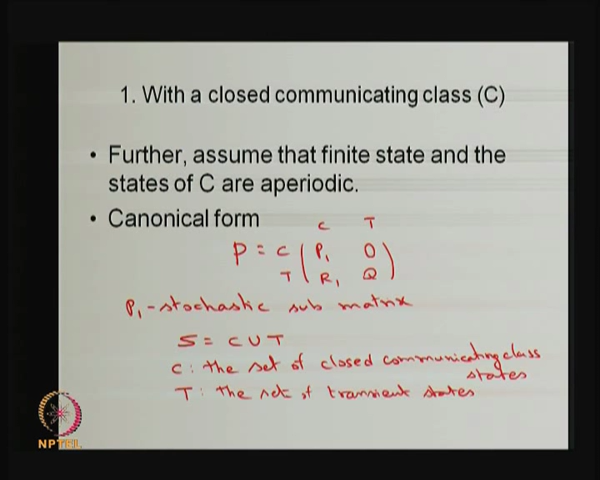 1. With a closed communicating class (C)
• Further, assume that finite state and the
states of C are aperiodic.
• Canonical form
C T
P = C ( P₁ O )
T ( R₁ Q )
P₁ - stochastic sub matrix
S = C U T
C : the set of closed communicating class
states
T : the set of transient states
NPTEL